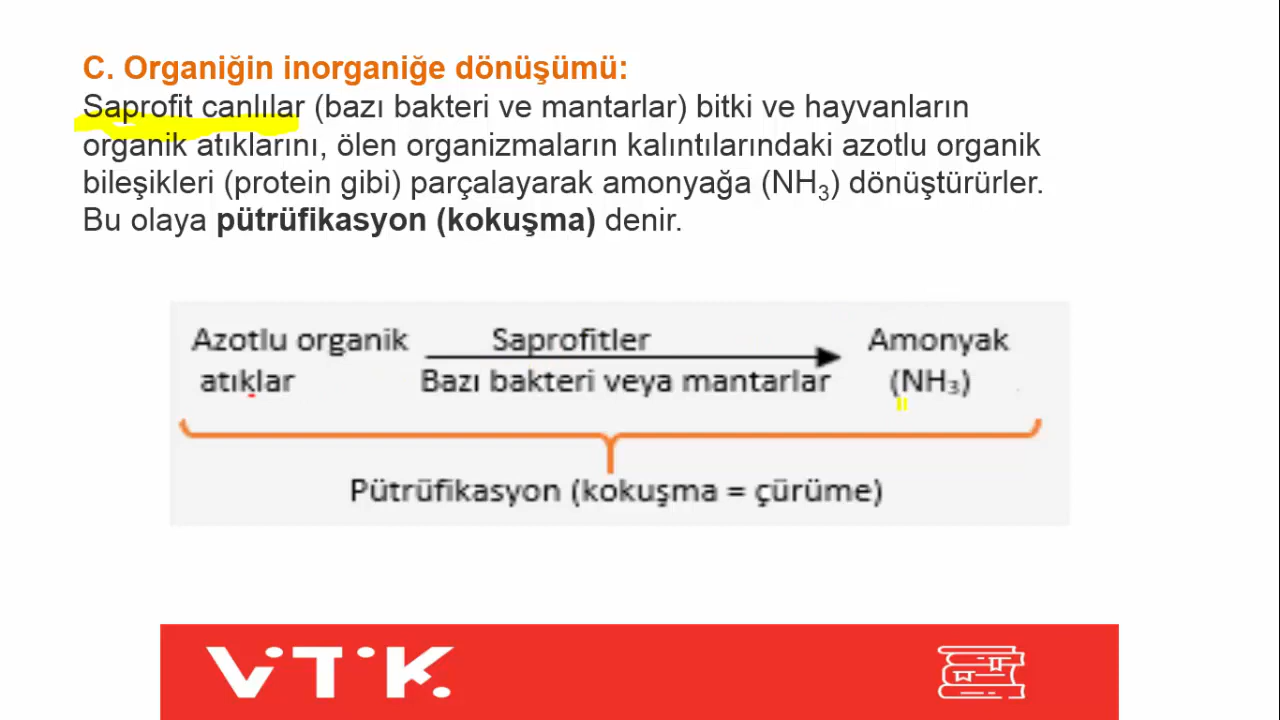 C. Organiğin inorganiğe dönüşümü:
Saprofit canlılar (bazı bakteri ve mantarlar) bitki ve hayvanların
organik atıklarını, ölen organizmaların kalıntılarındaki azotlu organik
bileşikleri (protein gibi) parçalayarak amonyağa (NH₃) dönüştürürler.
Bu olaya pütrüfikasyon (kokuşma) denir.
Azotlu organik
atıklar
Saprofitler
Bazı bakteri veya mantarlar
Amonyak
(NH₃)
Pütrüfikasyon (kokuşma = çürüme)
ViTiK.